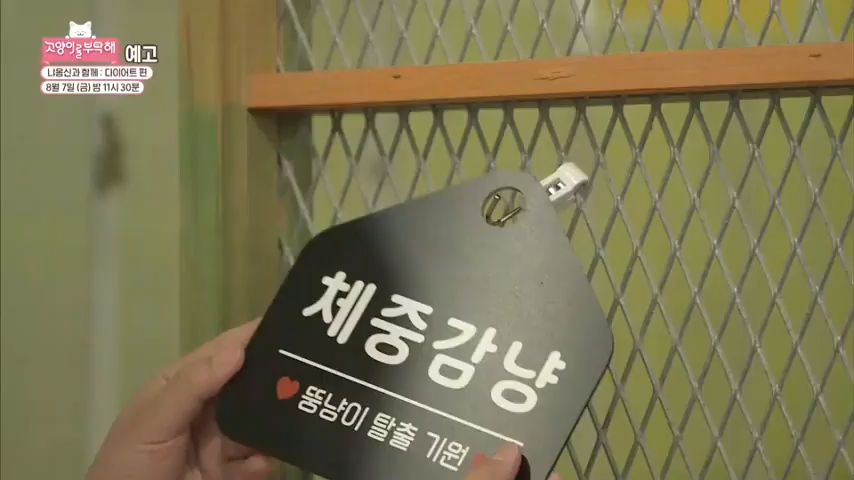 고양이를 부탁해 예고
냐옹신과 함께 : 다이어트 편
8월 7일 (금) 밤 11시 30분
체중감냥
뚱냥이 탈출 기원